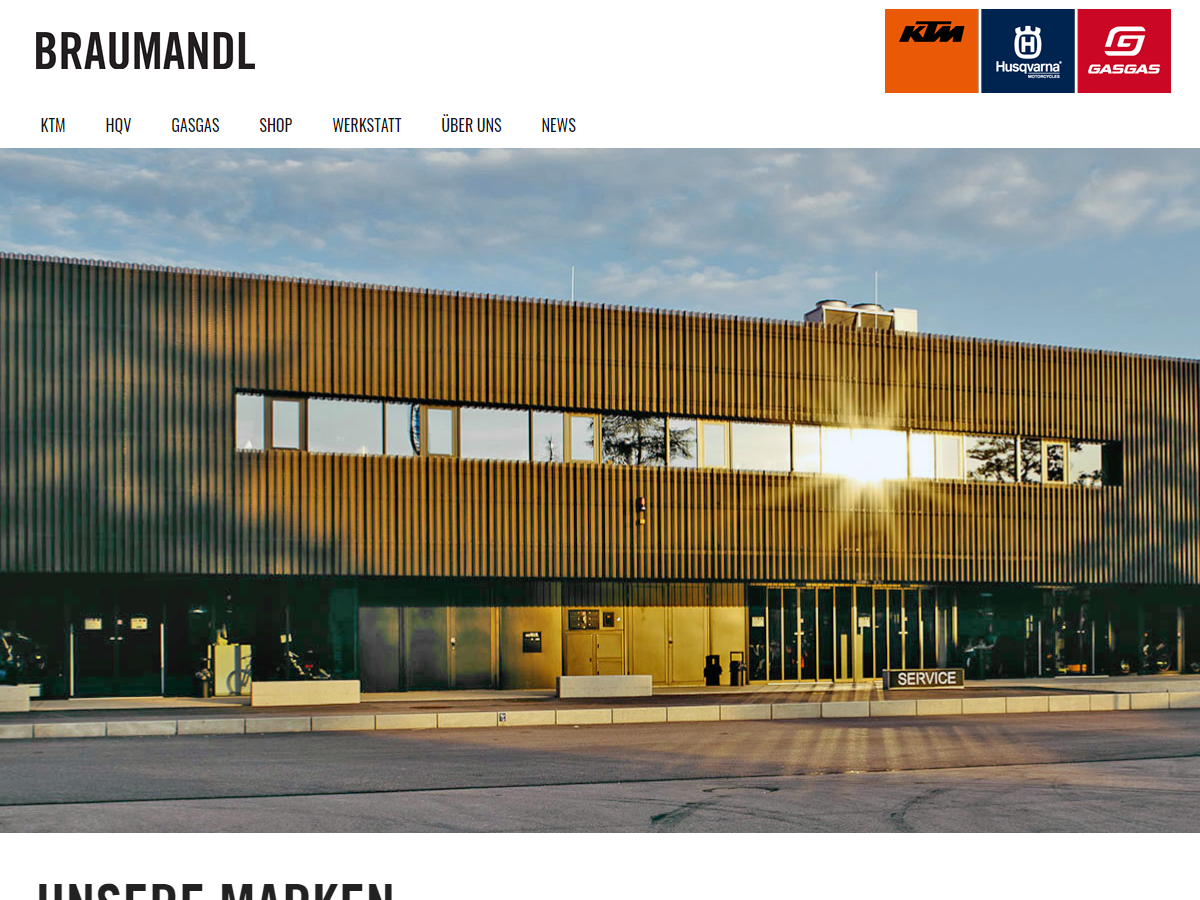 BRAUMANDL
KTM
Husqvarna
MOTORCYCLES
GASGAS
KTM HQV GASGAS SHOP WERKSTATT ÜBER UNS NEWS
SERVICE
UNSERE MARKEN